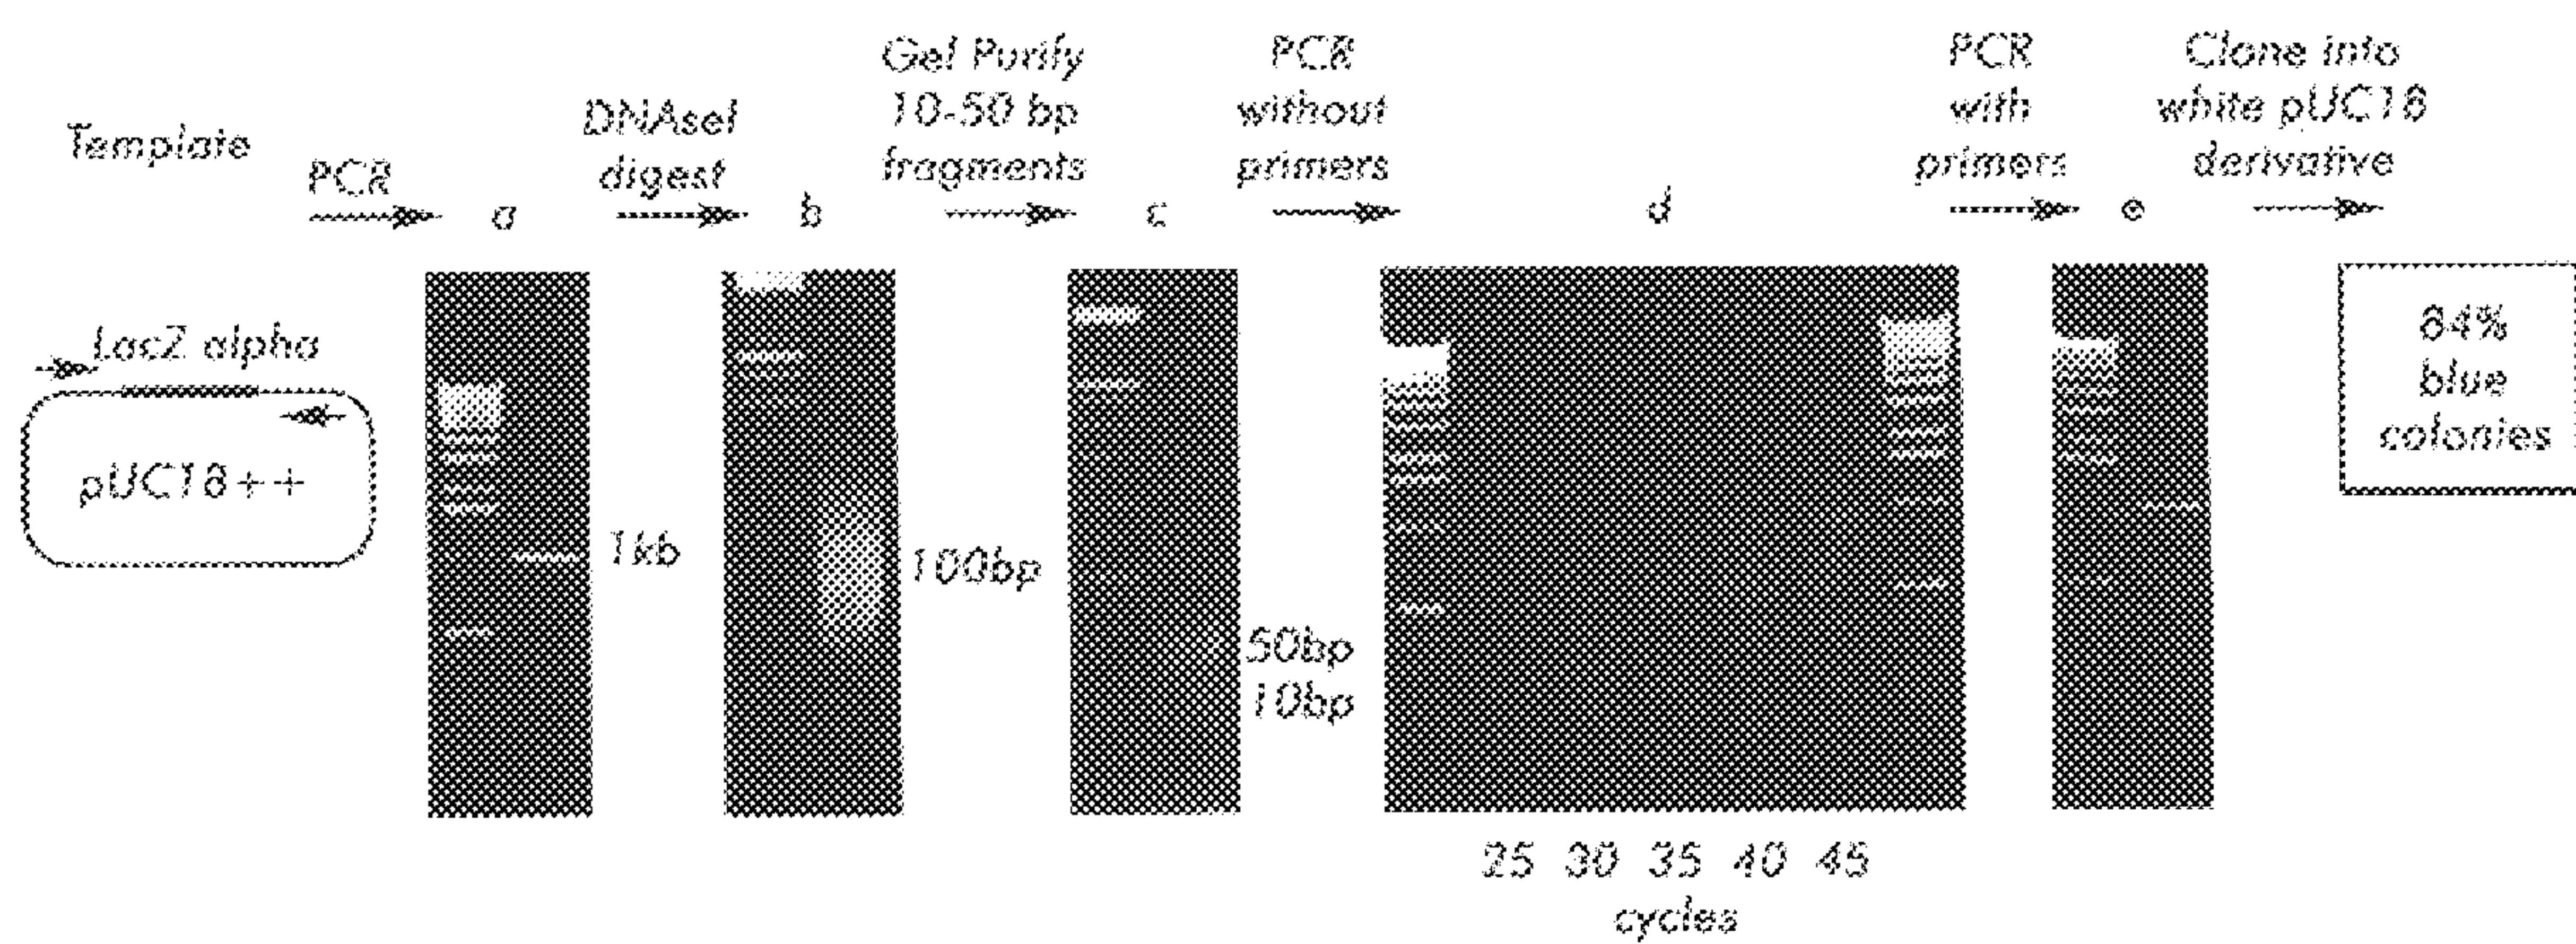 Template
PCR
a
DNAseI
digest
b
Gel Purify
10-50 bp
fragments
c
PCR
without
primers
d
PCR
with
primers
e
Clone into
white pUC18
derivative
LacZ alpha
pUC18++
1kb
100bp
50bp
10bp
84%
blue
colonies
25 30 35 40 45
cycles